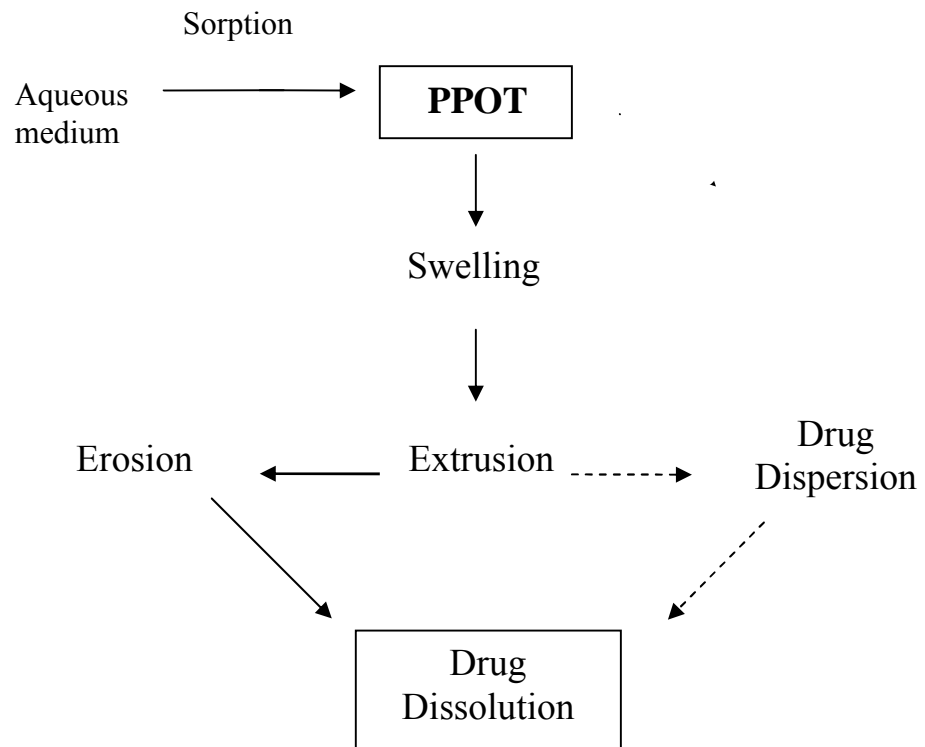 Sorption
Aqueous
medium
PPOT
Swelling
Erosion
Extrusion
Drug
Dispersion
Drug
Dissolution